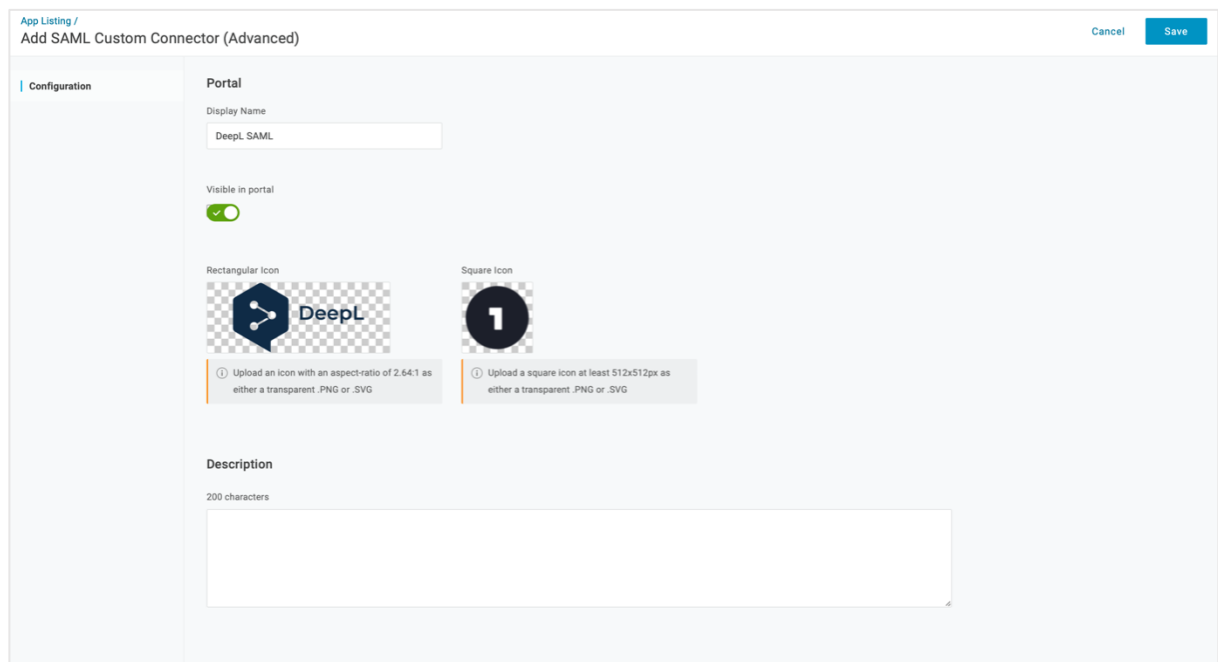 App Listing /
Add SAML Custom Connector (Advanced)
Cancel
Save
Configuration
Portal
Display Name
DeepL SAML
Visible in portal
Rectangular Icon
Square Icon
DeepL
1
Upload an icon with an aspect-ratio of 2.64:1 as
either a transparent .PNG or .SVG
Upload a square icon at least 512x512px as
either a transparent .PNG or .SVG
Description
200 characters